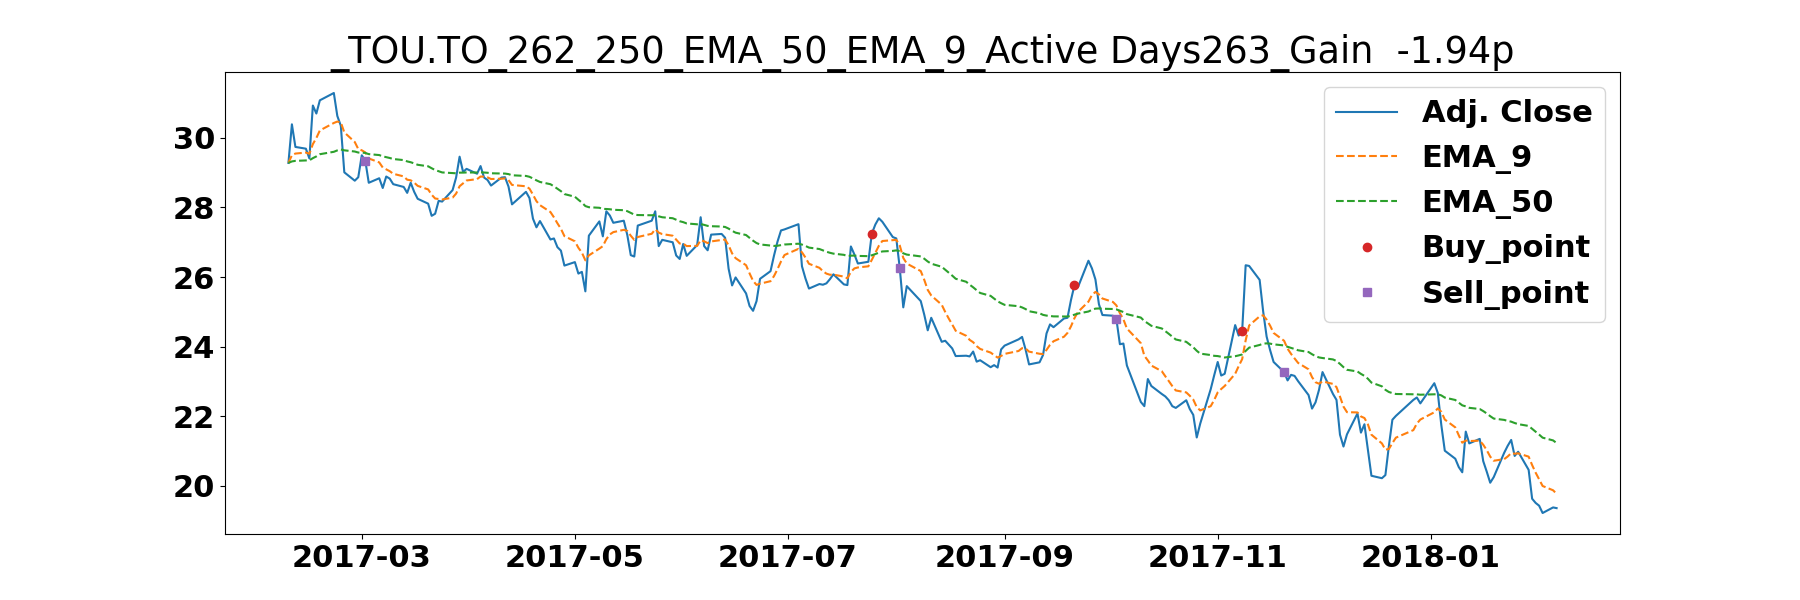 _TOU.TO_262_250_EMA_50_EMA_9_Active Days263_Gain  -1.94p
Adj. Close
EMA_9
EMA_50
Buy_point
Sell_point
30
28
26
24
22
20
2017-03 2017-05 2017-07 2017-09 2017-11 2018-01